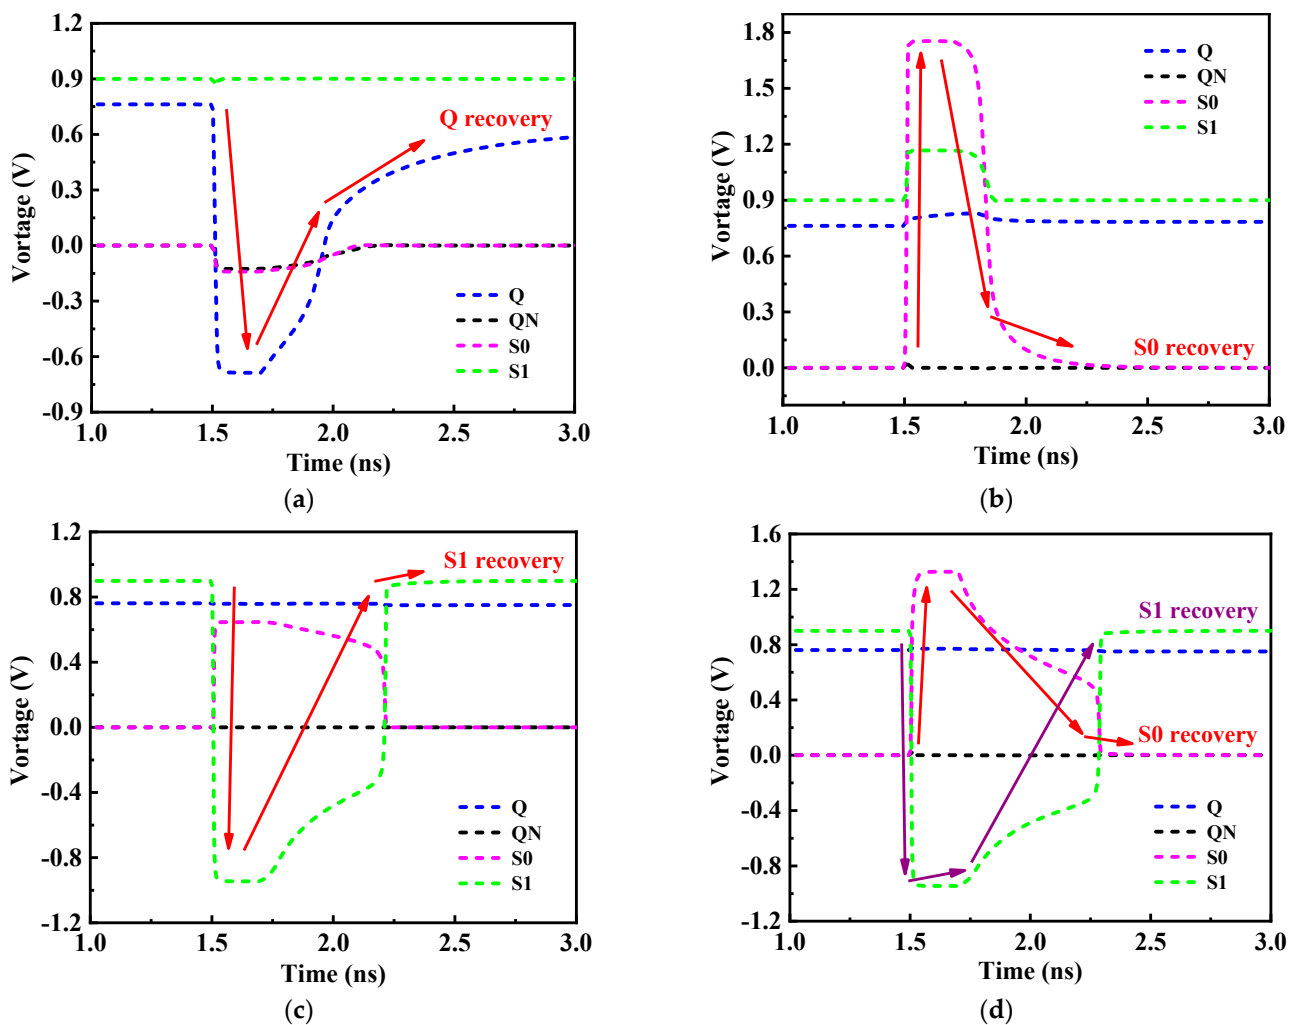 1.2
0.9
0.6
0.3
0.0
-0.3
-0.6
-0.9
Vortage (V)
Q recovery
Q
QN
S0
S1
1.0 1.5 2.0 2.5 3.0
Time (ns)
(a)
1.8
1.5
1.2
0.9
0.6
0.3
0.0
Vortage (V)
Q
QN
S0
S1
S0 recovery
1.0 1.5 2.0 2.5 3.0
Time (ns)
(b)
1.2
0.8
0.4
0.0
-0.4
-0.8
-1.2
Vortage (V)
S1 recovery
Q
QN
S0
S1
1.0 1.5 2.0 2.5 3.0
Time (ns)
(c)
1.6
1.2
0.8
0.4
0.0
-0.4
-0.8
-1.2
Vortage (V)
S1 recovery
S0 recovery
Q
QN
S0
S1
1.0 1.5 2.0 2.5 3.0
Time (ns)
(d)